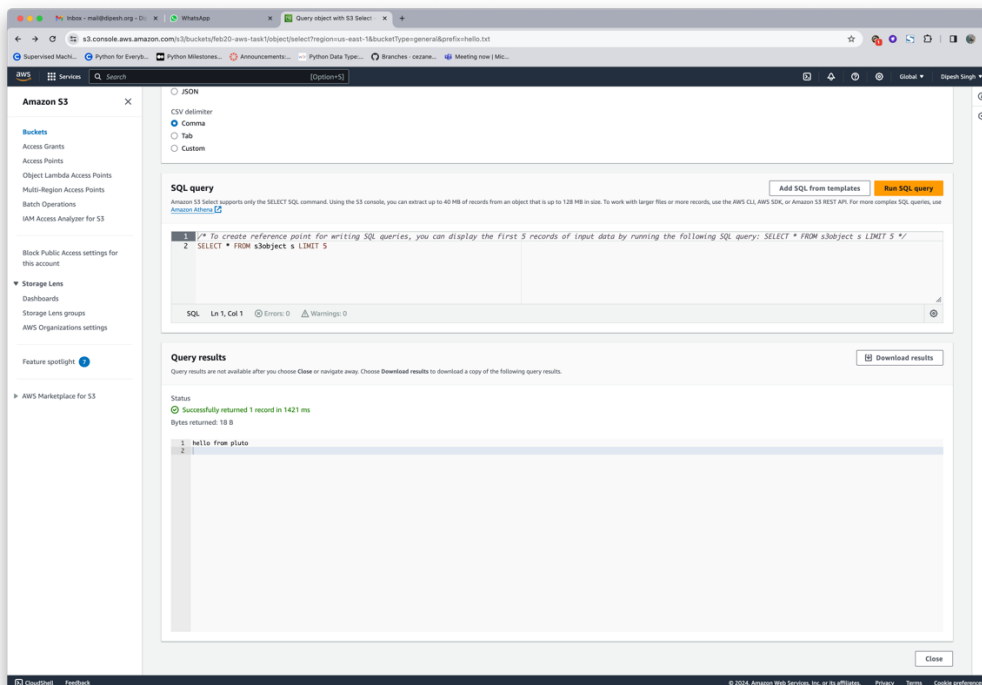 Inbox - mail@dipesh.org - Di
WhatsApp
Query object with S3 Select -
s3.console.aws.amazon.com/s3/buckets/feb20-aws-task1/object/select?region=us-east-1&bucketType=general&prefix=hello.txt
Supervised Machi... Python for Everyb... Python Milestones... Announcements:... Python Data Type:... Branches · cezane... Meeting now | Mic...
aws Services Search [Option+S] Global Dipesh Singh
Amazon S3
Buckets
Access Grants
Access Points
Object Lambda Access Points
Multi-Region Access Points
Batch Operations
IAM Access Analyzer for S3
Block Public Access settings for
this account
Storage Lens
Dashboards
Storage Lens groups
AWS Organizations settings
Feature spotlight 7
AWS Marketplace for S3
JSON
CSV delimiter
Comma
Tab
Custom
SQL query
Add SQL from templates
Run SQL query
Amazon S3 Select supports only the SELECT SQL command. Using the S3 console, you can extract up to 40 MB of records from an object that is up to 128 MB in size. To work with larger files or more records, use the AWS CLI, AWS SDK, or Amazon S3 REST API. For more complex SQL queries, use
Amazon Athena
1 /* To create reference point for writing SQL queries, you can display the first 5 records of input data by running the following SQL query: SELECT * FROM s3object s LIMIT 5 */
2 SELECT * FROM s3object s LIMIT 5
SQL Ln 1, Col 1 Errors: 0 Warnings: 0
Query results
Download results
Query results are not available after you choose Close or navigate away. Choose Download results to download a copy of the following query results.
Status
Successfully returned 1 record in 1421 ms
Bytes returned: 18 B
1 hello from pluto
2
Close
CloudShell Feedback © 2024, Amazon Web Services, Inc. or its affiliates. Privacy Terms Cookie preferences